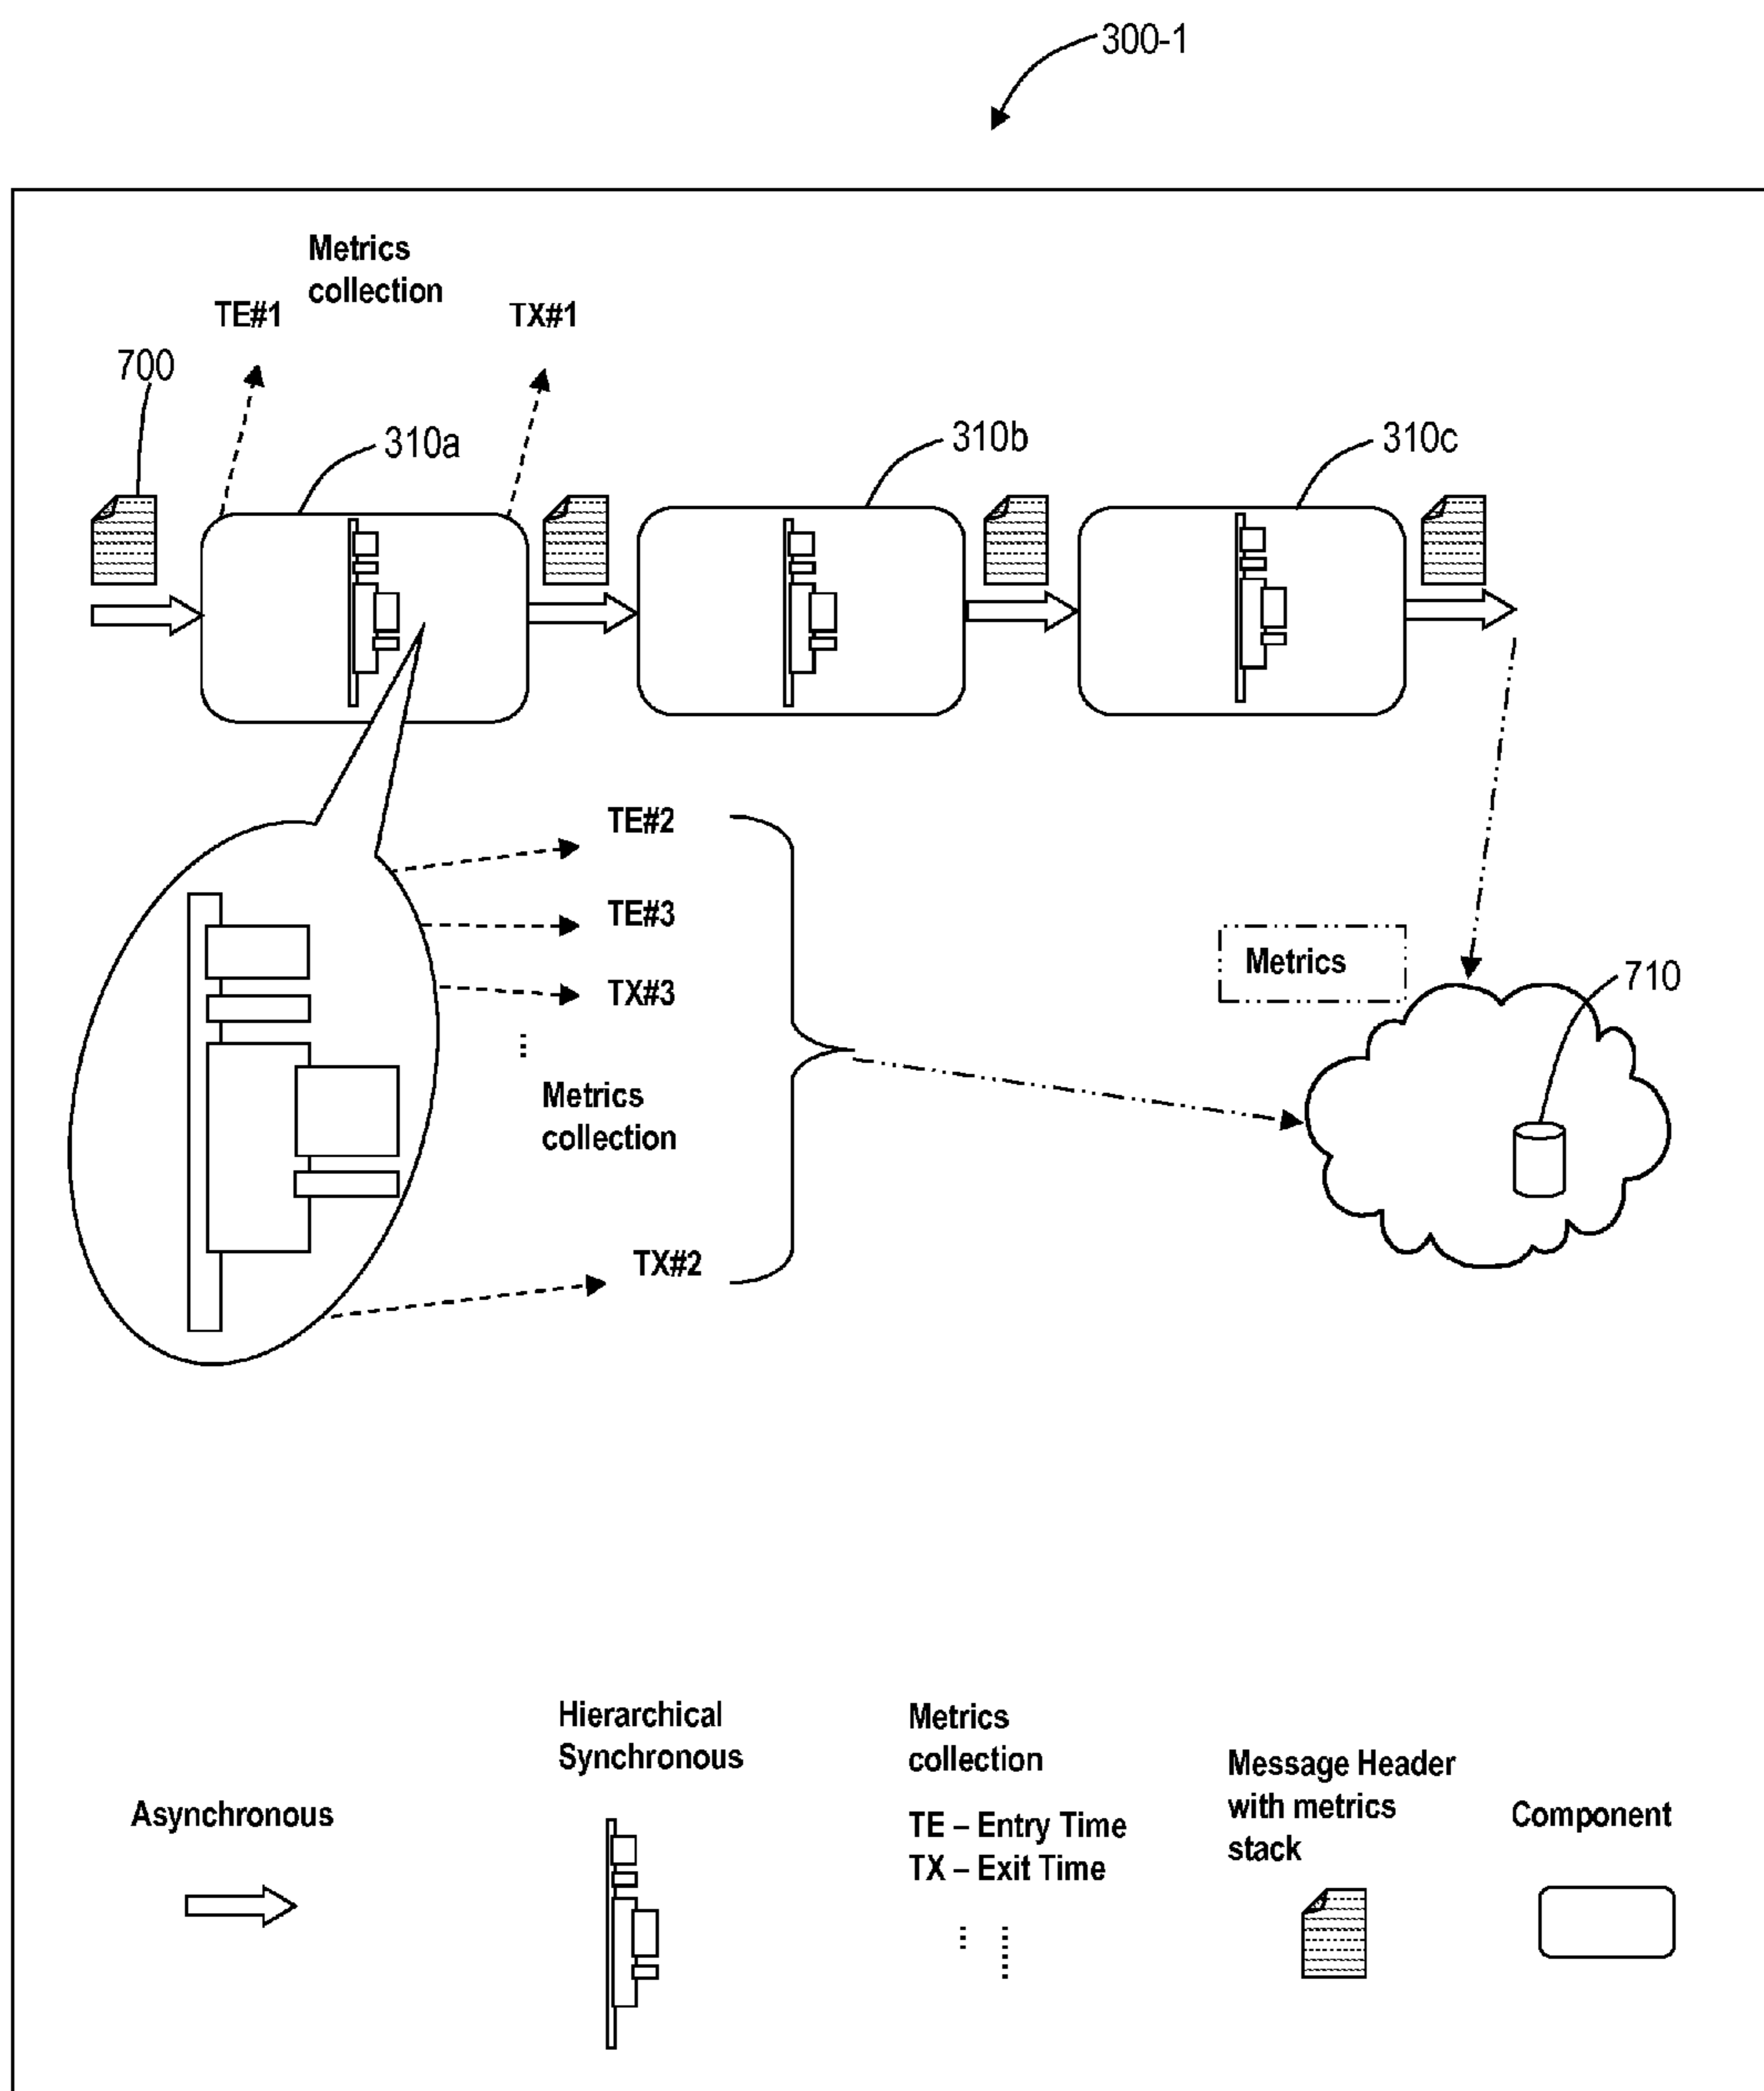 300-1
Metrics
collection
TE#1
TX#1
700
310a
310b
310c
TE#2
TE#3
TX#3
Metrics
collection
TX#2
Metrics
710
Hierarchical
Synchronous
Metrics
collection
TE – Entry Time
TX – Exit Time
Message Header
with metrics
stack
Asynchronous
Component